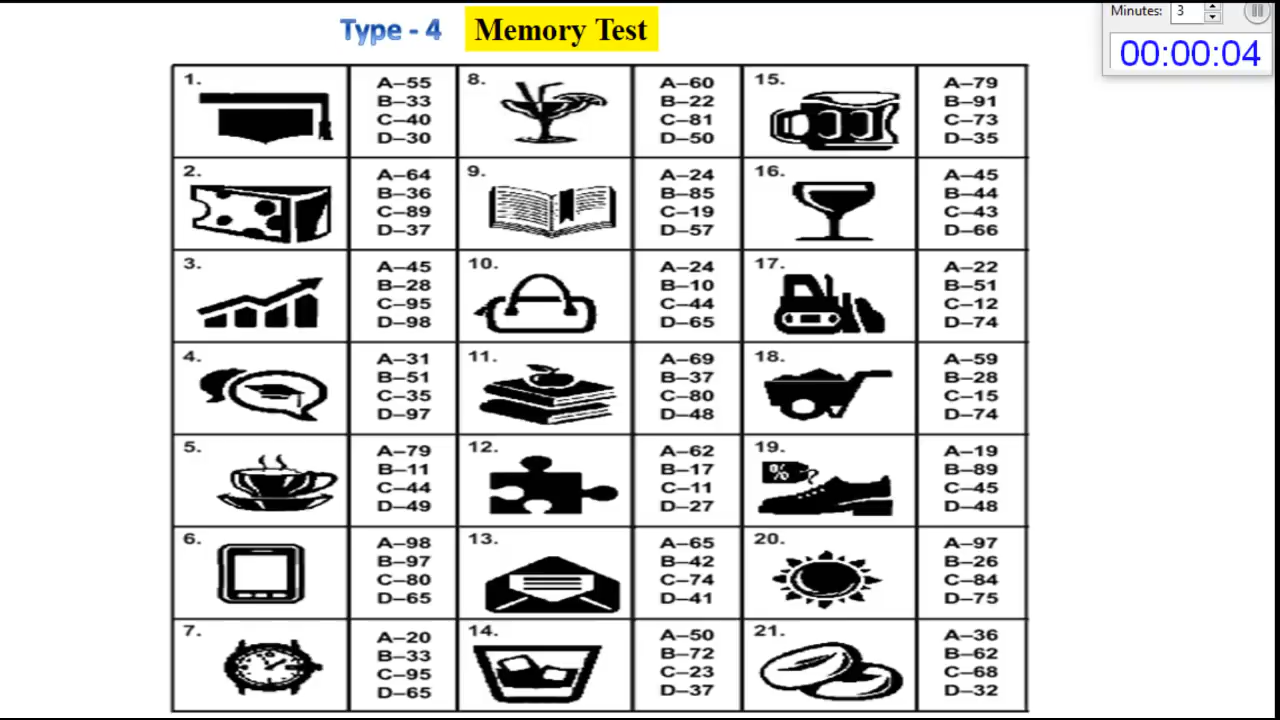 Type - 4 Memory Test
Minutes: 3
00:00:04
1.
A–55
B–33
C–40
D–30
2.
A–64
B–36
C–89
D–37
3.
A–45
B–28
C–95
D–98
4.
A–31
B–51
C–35
D–97
5.
A–79
B–11
C–44
D–49
6.
A–98
B–97
C–80
D–65
7.
A–20
B–33
C–95
D–65
8.
A–60
B–22
C–81
D–50
9.
A–24
B–85
C–19
D–57
10.
A–24
B–10
C–44
D–65
11.
A–69
B–37
C–80
D–48
12.
A–62
B–17
C–11
D–27
13.
A–65
B–42
C–74
D–41
14.
A–50
B–72
C–23
D–37
15.
A–79
B–91
C–73
D–35
16.
A–45
B–44
C–43
D–66
17.
A–22
B–51
C–12
D–74
18.
A–59
B–28
C–15
D–74
19.
%
A–19
B–89
C–45
D–48
20.
A–97
B–26
C–84
D–75
21.
A–36
B–62
C–68
D–32